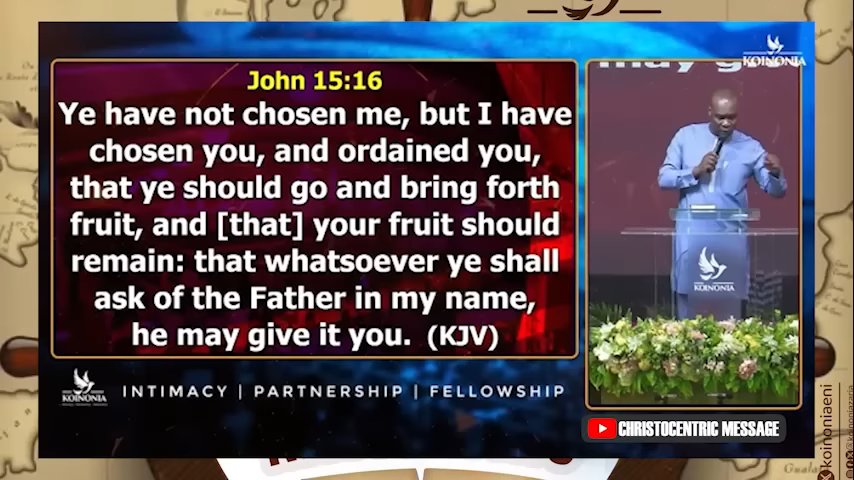 KOINONIA
John 15:16
Ye have not chosen me, but I have
chosen you, and ordained you,
that ye should go and bring forth
fruit, and [that] your fruit should
remain: that whatsoever ye shall
ask of the Father in my name,
he may give it you. (KJV)
may g
KOINONIA
KOINONIA
INTIMACY | PARTNERSHIP | FELLOWSHIP
CHRISTOCENTRIC MESSAGE
koinoniaeni